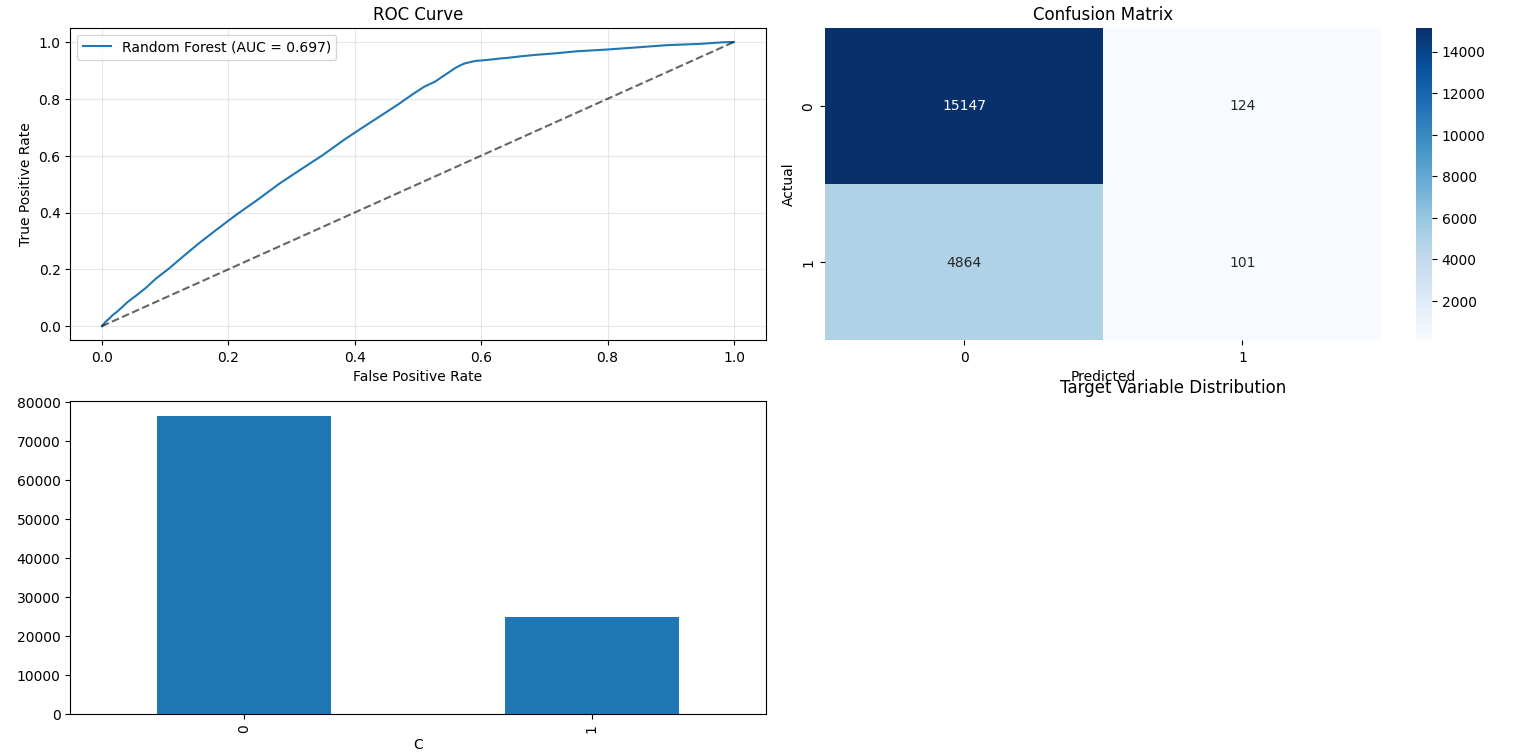 ROC Curve
Random Forest (AUC = 0.697)
1.0
0.8
0.6
0.4
0.2
0.0
True Positive Rate
0.0 0.2 0.4 0.6 0.8 1.0
False Positive Rate
Confusion Matrix
0
1
Actual
15147 124
4864 101
0 1
Predicted
14000
12000
10000
8000
6000
4000
2000
Target Variable Distribution
80000
70000
60000
50000
40000
30000
20000
10000
0
0 1
C